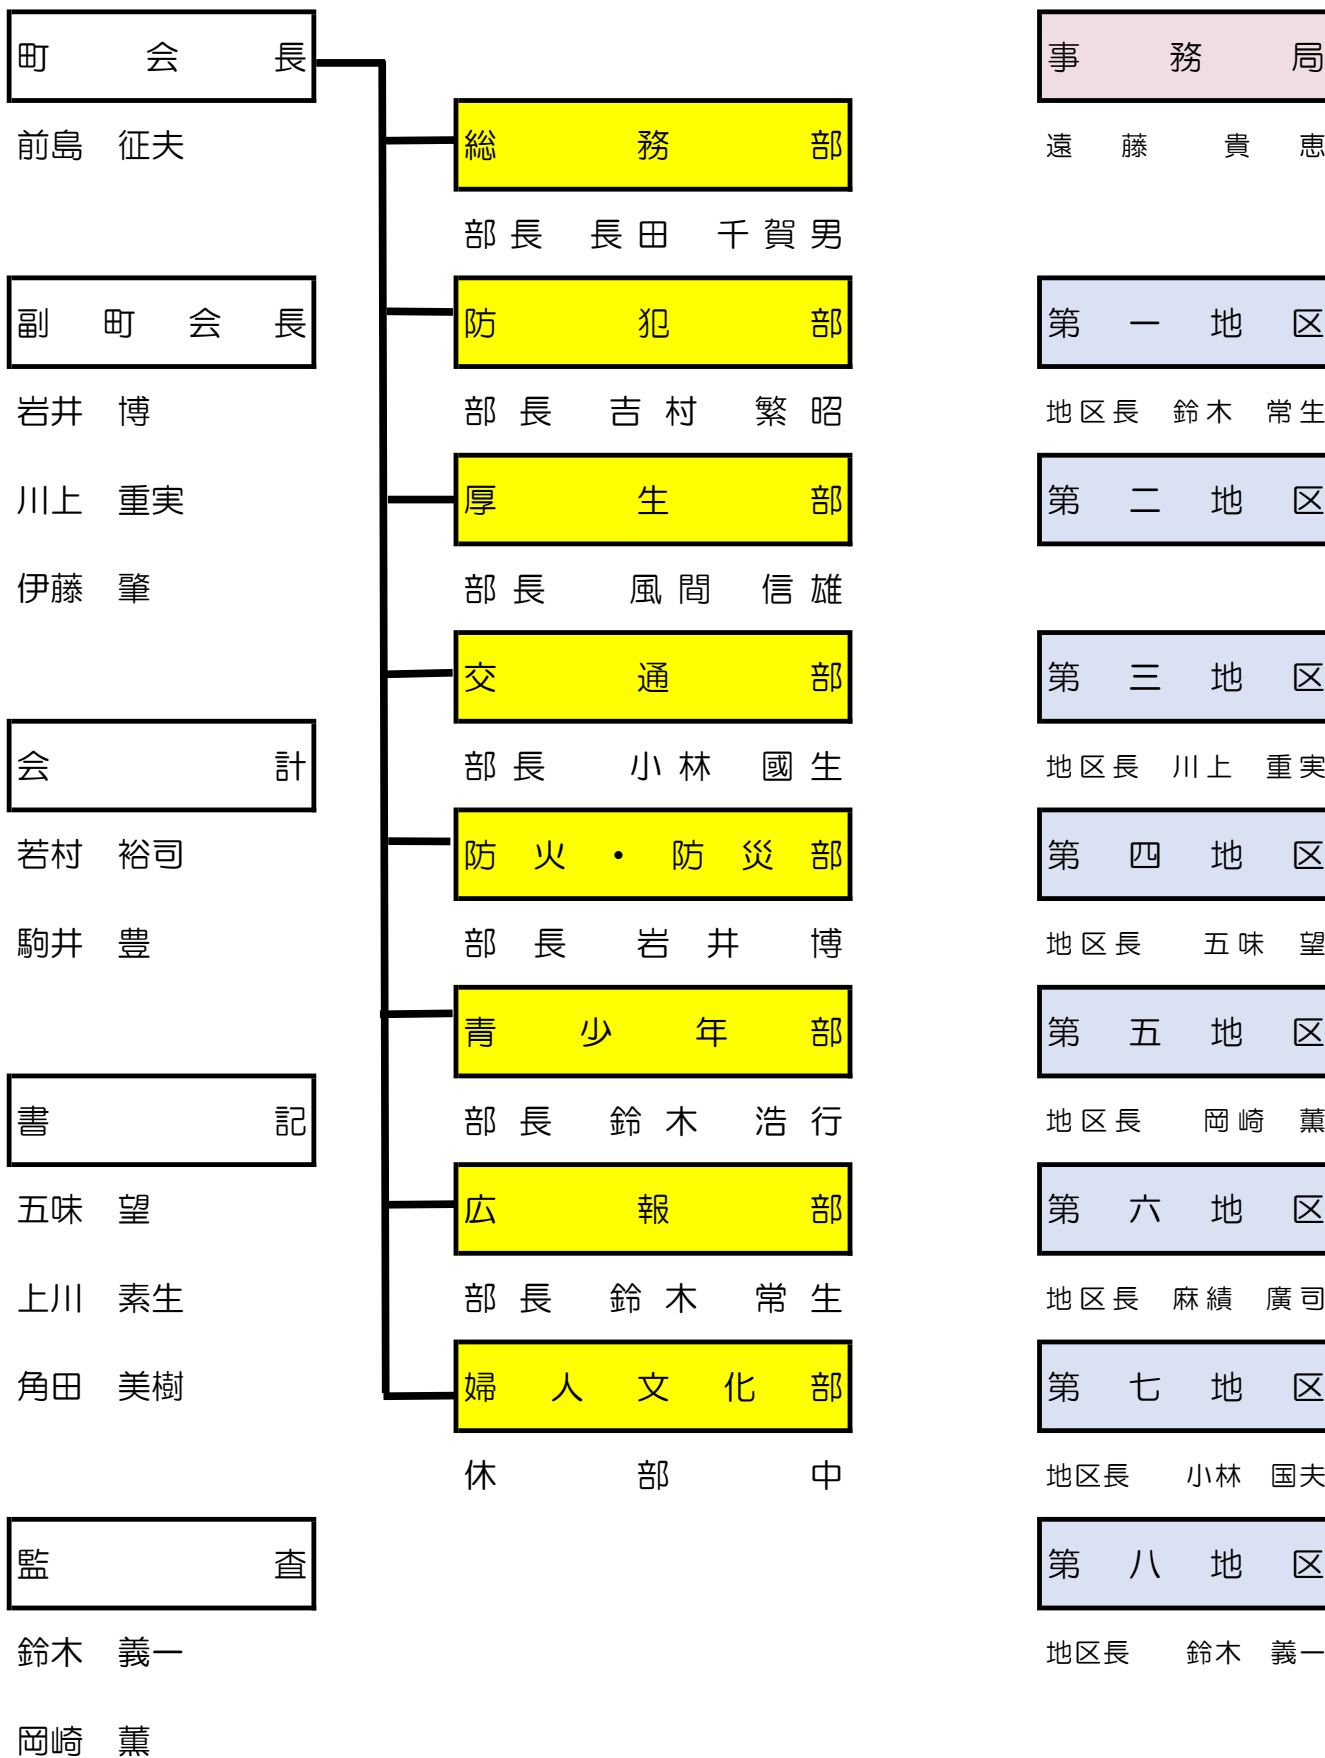 町会長
前島 征夫
副町会長
岩井 博
川上 重実
伊藤 肇
会計
若村 裕司
駒井 豊
書記
五味 望
上川 素生
角田 美樹
監査
鈴木 義一
岡崎 薫
総務部
部長 長田 千賀男
防犯部
部長 吉村 繁昭
厚生部
部長 風間 信雄
交通部
部長 小林 國生
防火・防災部
部長 岩井 博
青少年部
部長 鈴木 浩行
広報部
部長 鈴木 常生
婦人文化部
休部中
事務局
遠藤 貴恵
第一地区
地区長 鈴木 常生
第二地区
第三地区
地区長 川上 重実
第四地区
地区長 五味 望
第五地区
地区長 岡崎 薫
第六地区
地区長 麻績 廣司
第七地区
地区長 小林 国夫
第八地区
地区長 鈴木 義一